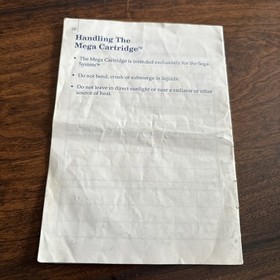 Handling The
Mega Cartridge™
• The Mega Cartridge is intended exclusively for the Sega
System™
• Do not bend, crush or submerge in liquids.
• Do not leave in direct sunlight or near a radiator or other
source of heat.